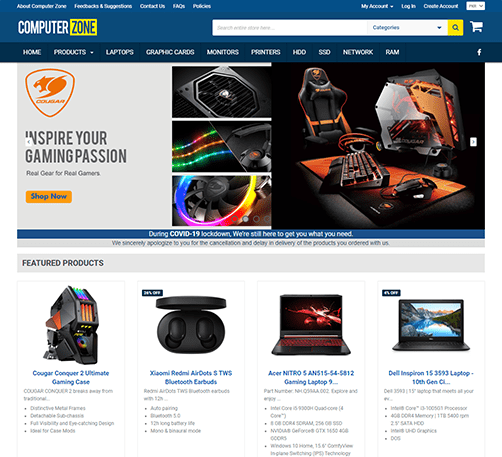 About Computer Zone Feedbacks & Suggestions Contact Us FAQs Policies My Account Log In Create Account
COMPUTER ZONE Search entire store here... Categories
HOME PRODUCTS LAPTOPS GRAPHIC CARDS MONITORS PRINTERS HDD SSD NETWORK RAM
COUGAR
INSPIRE YOUR
GAMING PASSION
Real Gear for Real Gamers.
Shop Now
During COVID-19 lockdown, We're still here to get you what you need.
We sincerely apologize to you for the cancellation and delay in delivery of the products you ordered with us.
FEATURED PRODUCTS
Cougar Conquer 2 Ultimate
Gaming Case
COUGAR CONQUER 2 breaks away from
traditional...
Distinctive Metal Frames
Detachable Sub-chassis
Full Visibility and Eye-catching Design
Ideal for Case Mods
26% OFF
Xiaomi Redmi AirDots S TWS
Bluetooth Earbuds
Redmi AirDots TWS Bluetooth earbuds
with 12h...
Auto pairing
Bluetooth 5.0
12h long battery life
Mono & binaural mode
Acer NITRO 5 AN515-54-5812
Gaming Laptop 9...
Part Number: NH.Q59AA.002. Explore and
enjoy ...
Intel Core i5 9300H Quad-core (4
Core™)
8 GB DDR4 SDRAM, 256 GB SSD
NVIDIA® GeForce® GTX 1650 4GB
GDDR5
Windows 10 Home, 15.6" ComfyView
In-plane Switching (IPS) Technology
4% OFF
Dell Inspiron 15 3593 Laptop -
10th Gen Ci...
Dell 3593 | 15" laptop that meets all of your
ev...
Intel® Core™ i3-1005G1 Processor
4GB DDR4 Memory | 1TB 5400 rpm
2.5" SATA HDD
Intel® UHD Graphics
DOS